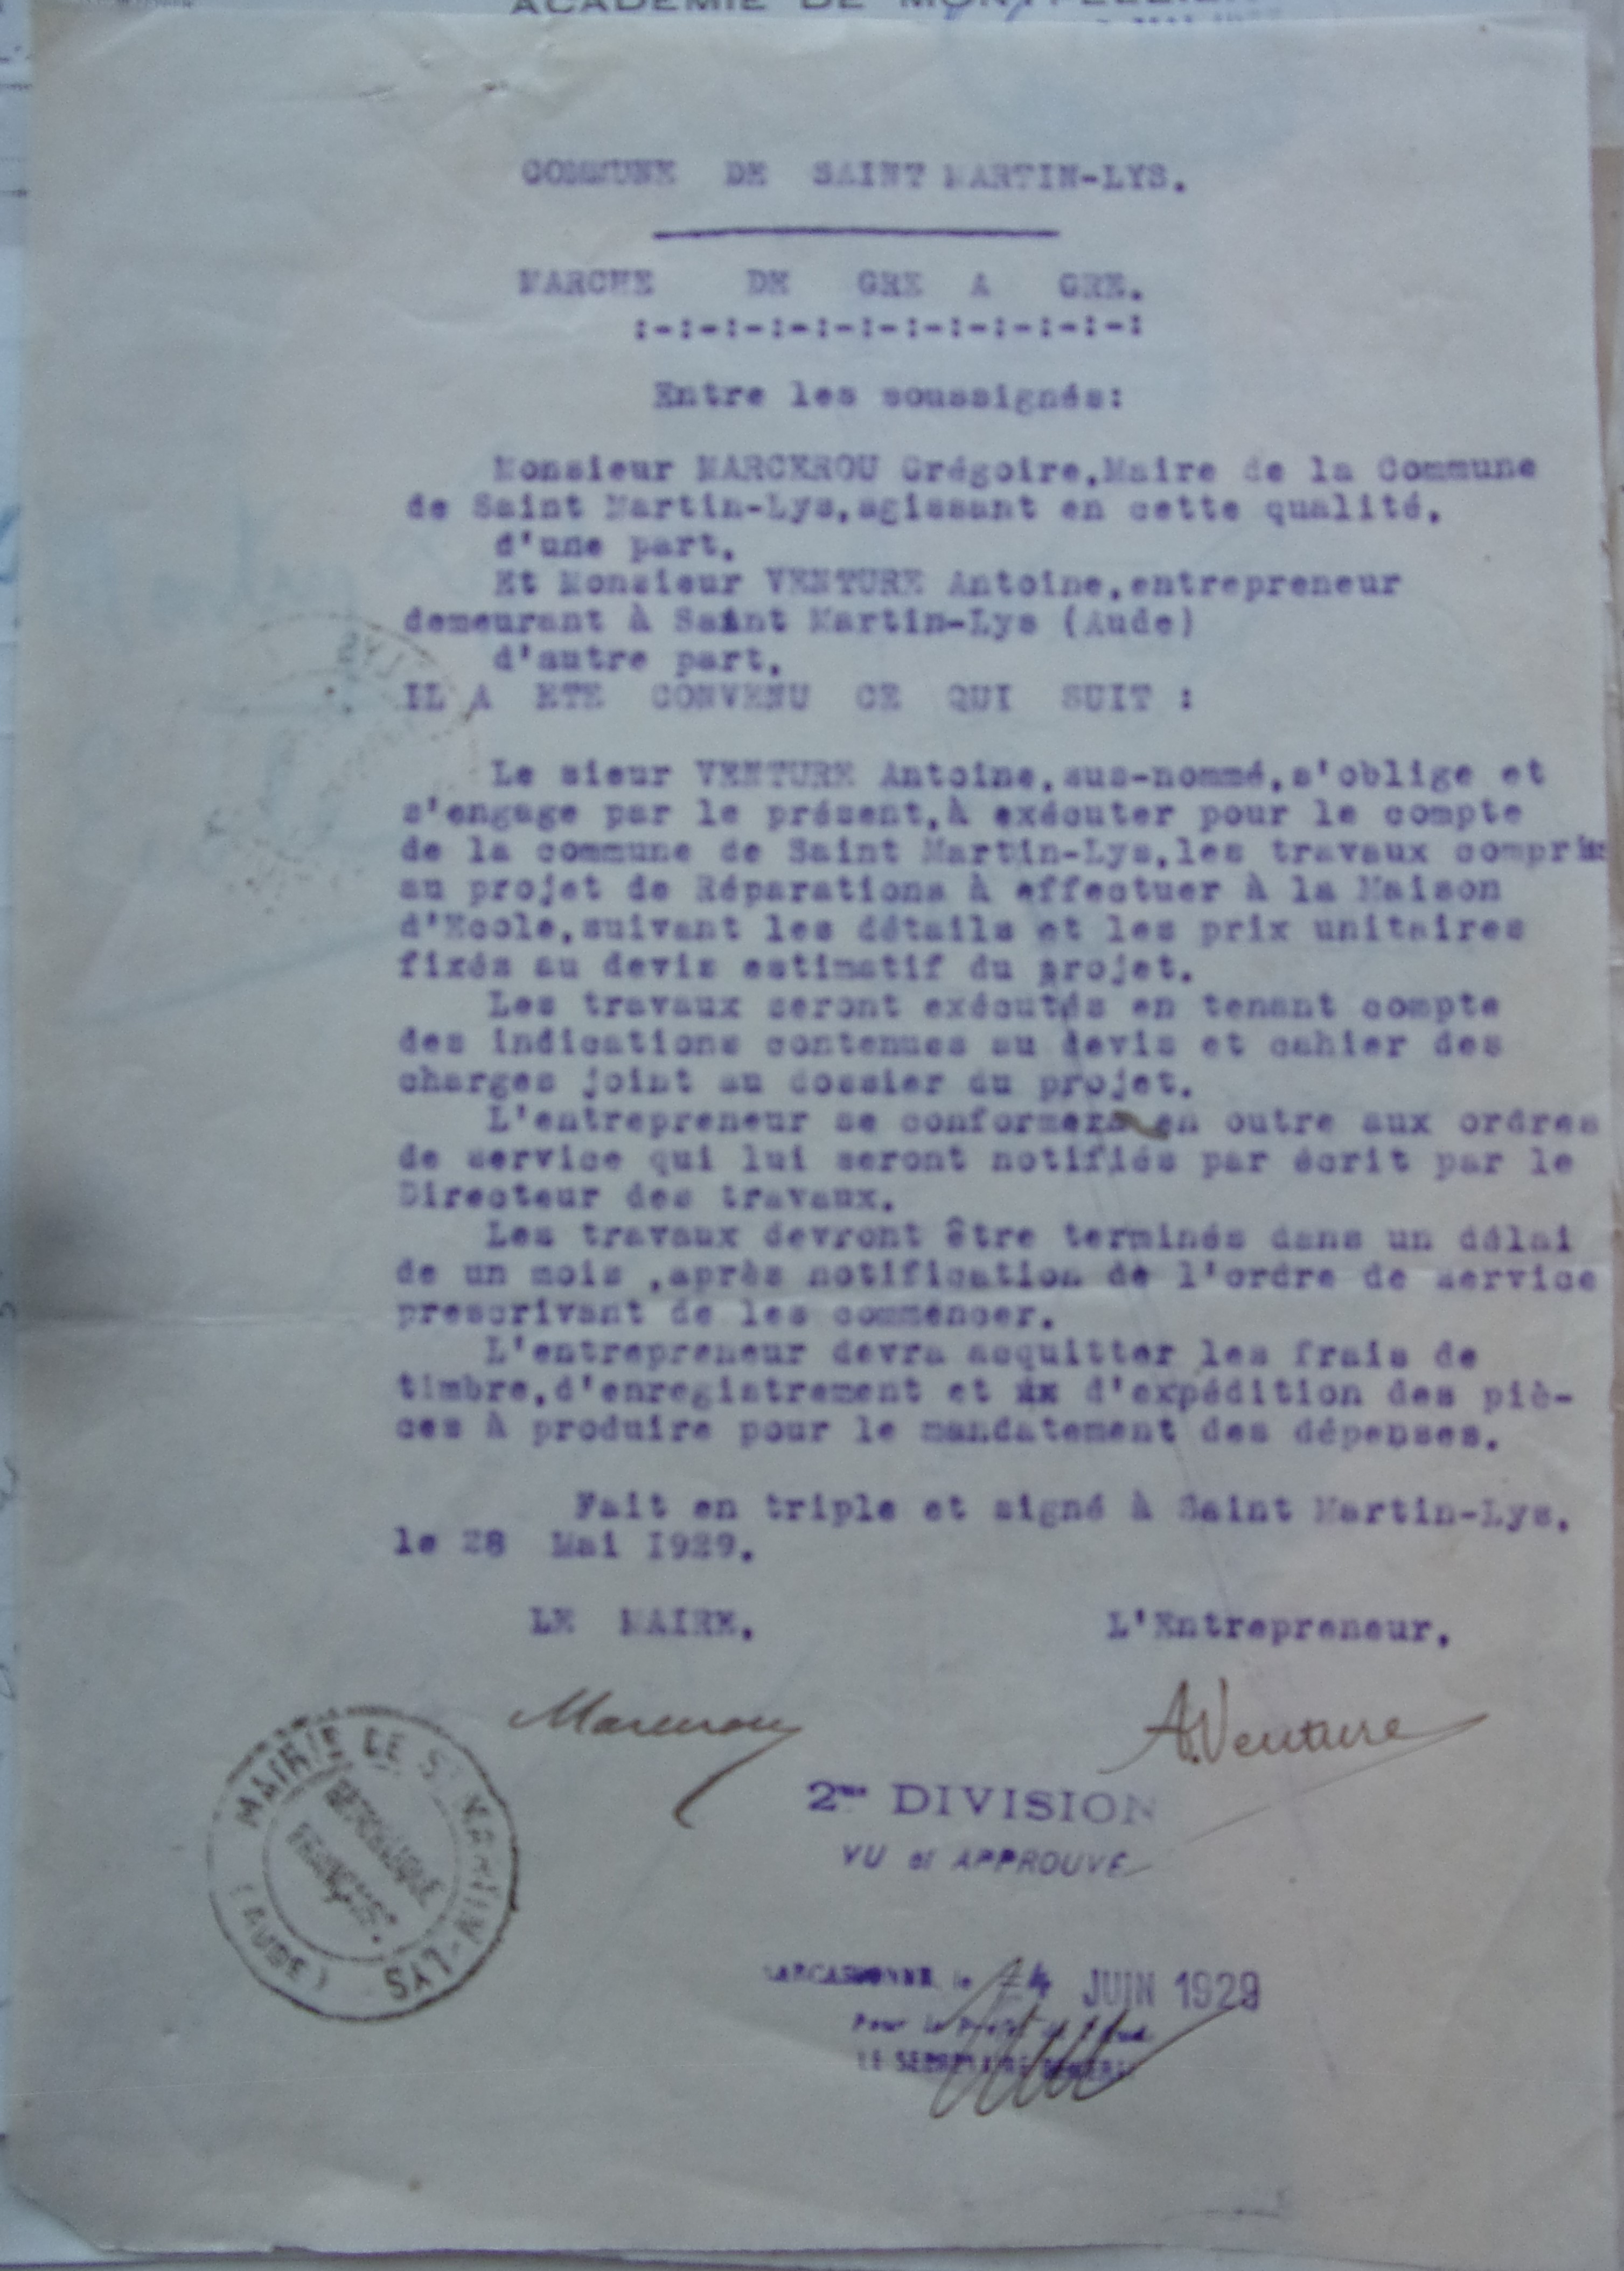 ACADEMIE DE MONTPELLIER
COMMUNE DE SAINT MARTIN-LYS.
MARCHE DE GRE A GRE.
:-:-:-:-:-:-:-:-:-:-:-:
Entre les soussignés:
Monsieur MARCEROU Grégoire,Maire de la Commune
de Saint Martin-Lys,agissant en cette qualité,
d'une part,
Et Monsieur VENTURE Antoine,entrepreneur
demeurant à Saint Martin-Lys (Aude)
d'autre part,
IL A ETE CONVENU CE QUI SUIT :
Le sieur VENTURE Antoine,sus-nommé,s'oblige et
s'engage par le présent,à exécuter pour le compte
de la commune de Saint Martin-Lys,les travaux compris
au projet de Réparations à effectuer à la Maison
d'Ecole,suivant les détails et les prix unitaires
fixés au devis estimatif du projet.
Les travaux seront exécutés en tenant compte
des indications contenues au devis et cahier des
charges joint au dossier du projet.
L'entrepreneur se conformera en outre aux ordres
de service qui lui seront notifiés par écrit par le
Directeur des travaux.
Les travaux devront être terminés dans un délai
de un mois ,après notification de l'ordre de service
prescrivant de les commencer.
L'entrepreneur devra acquitter les frais de
timbre,d'enregistrement et xx d'expédition des piè-
ces à produire pour le mandatement des dépenses.
Fait en triple et signé à Saint Martin-Lys,
le 28 Mai 1929.
LE MAIRE, L'Entrepreneur,
Marcerou A.Venture
MAIRIE DE ST MARTIN-LYS
REPUBLIQUE
FRANÇAISE
(AUDE)
2me DIVISION
VU et APPROUVÉ
CARCASSONNE, le JUIN 1929
Pour le Préfet de l'Aude
LE SECRETAIRE GENERAL